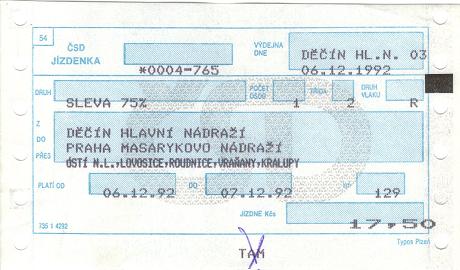 54 ČSD JÍZDENKA VÝDEJNA DNE DĚČÍN HL.N. 03
*0004-765 06.12.1992
DRUH SLEVA 75% POČET OSOB 1 TŘÍDA 2 DRUH VLAKU R
Z DĚČÍN HLAVNÍ NÁDRAŽÍ
DO PRAHA MASARYKOVO NÁDRAŽÍ
PŘES ÚSTÍ N.L.,LOVOSICE,ROUDNICE,VRAŇANY,KRALUPY
PLATÍ OD 06.12.92 DO 07.12.92 km 129
JÍZDNÉ Kčs 17,50
735 1 4292 Typos Plzeň
TAM